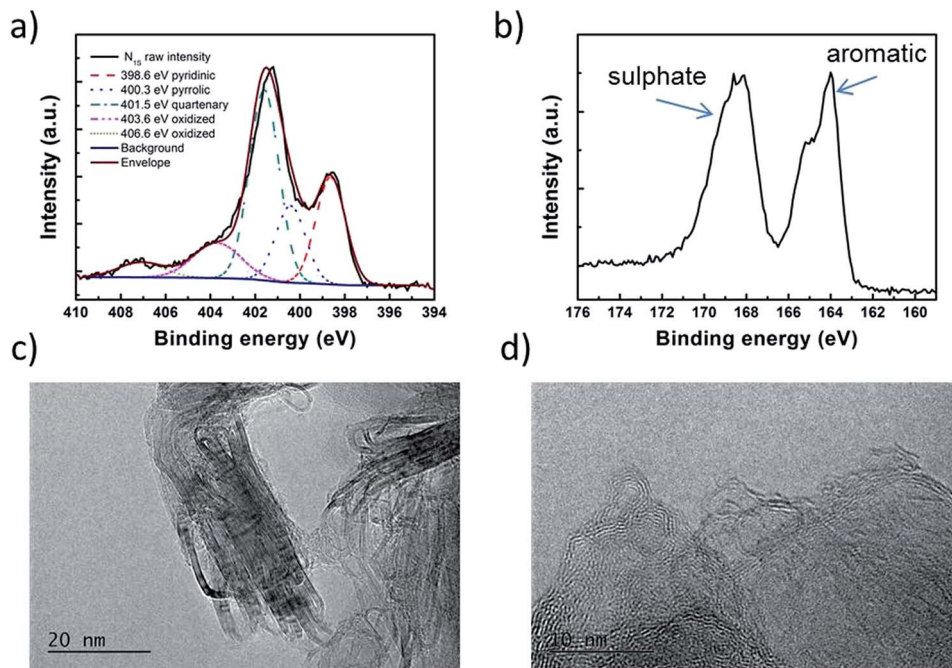 a)
N15 raw intensity
398.6 eV pyridinic
400.3 eV pyrrolic
401.5 eV quartenary
403.6 eV oxidized
406.6 eV oxidized
Background
Envelope
Intensity (a.u.)
410 408 406 404 402 400 398 396 394
Binding energy (eV)
b)
sulphate
aromatic
Intensity (a.u.)
176 174 172 170 168 166 164 162 160
Binding energy (eV)
c)
20 nm
d)
10 nm